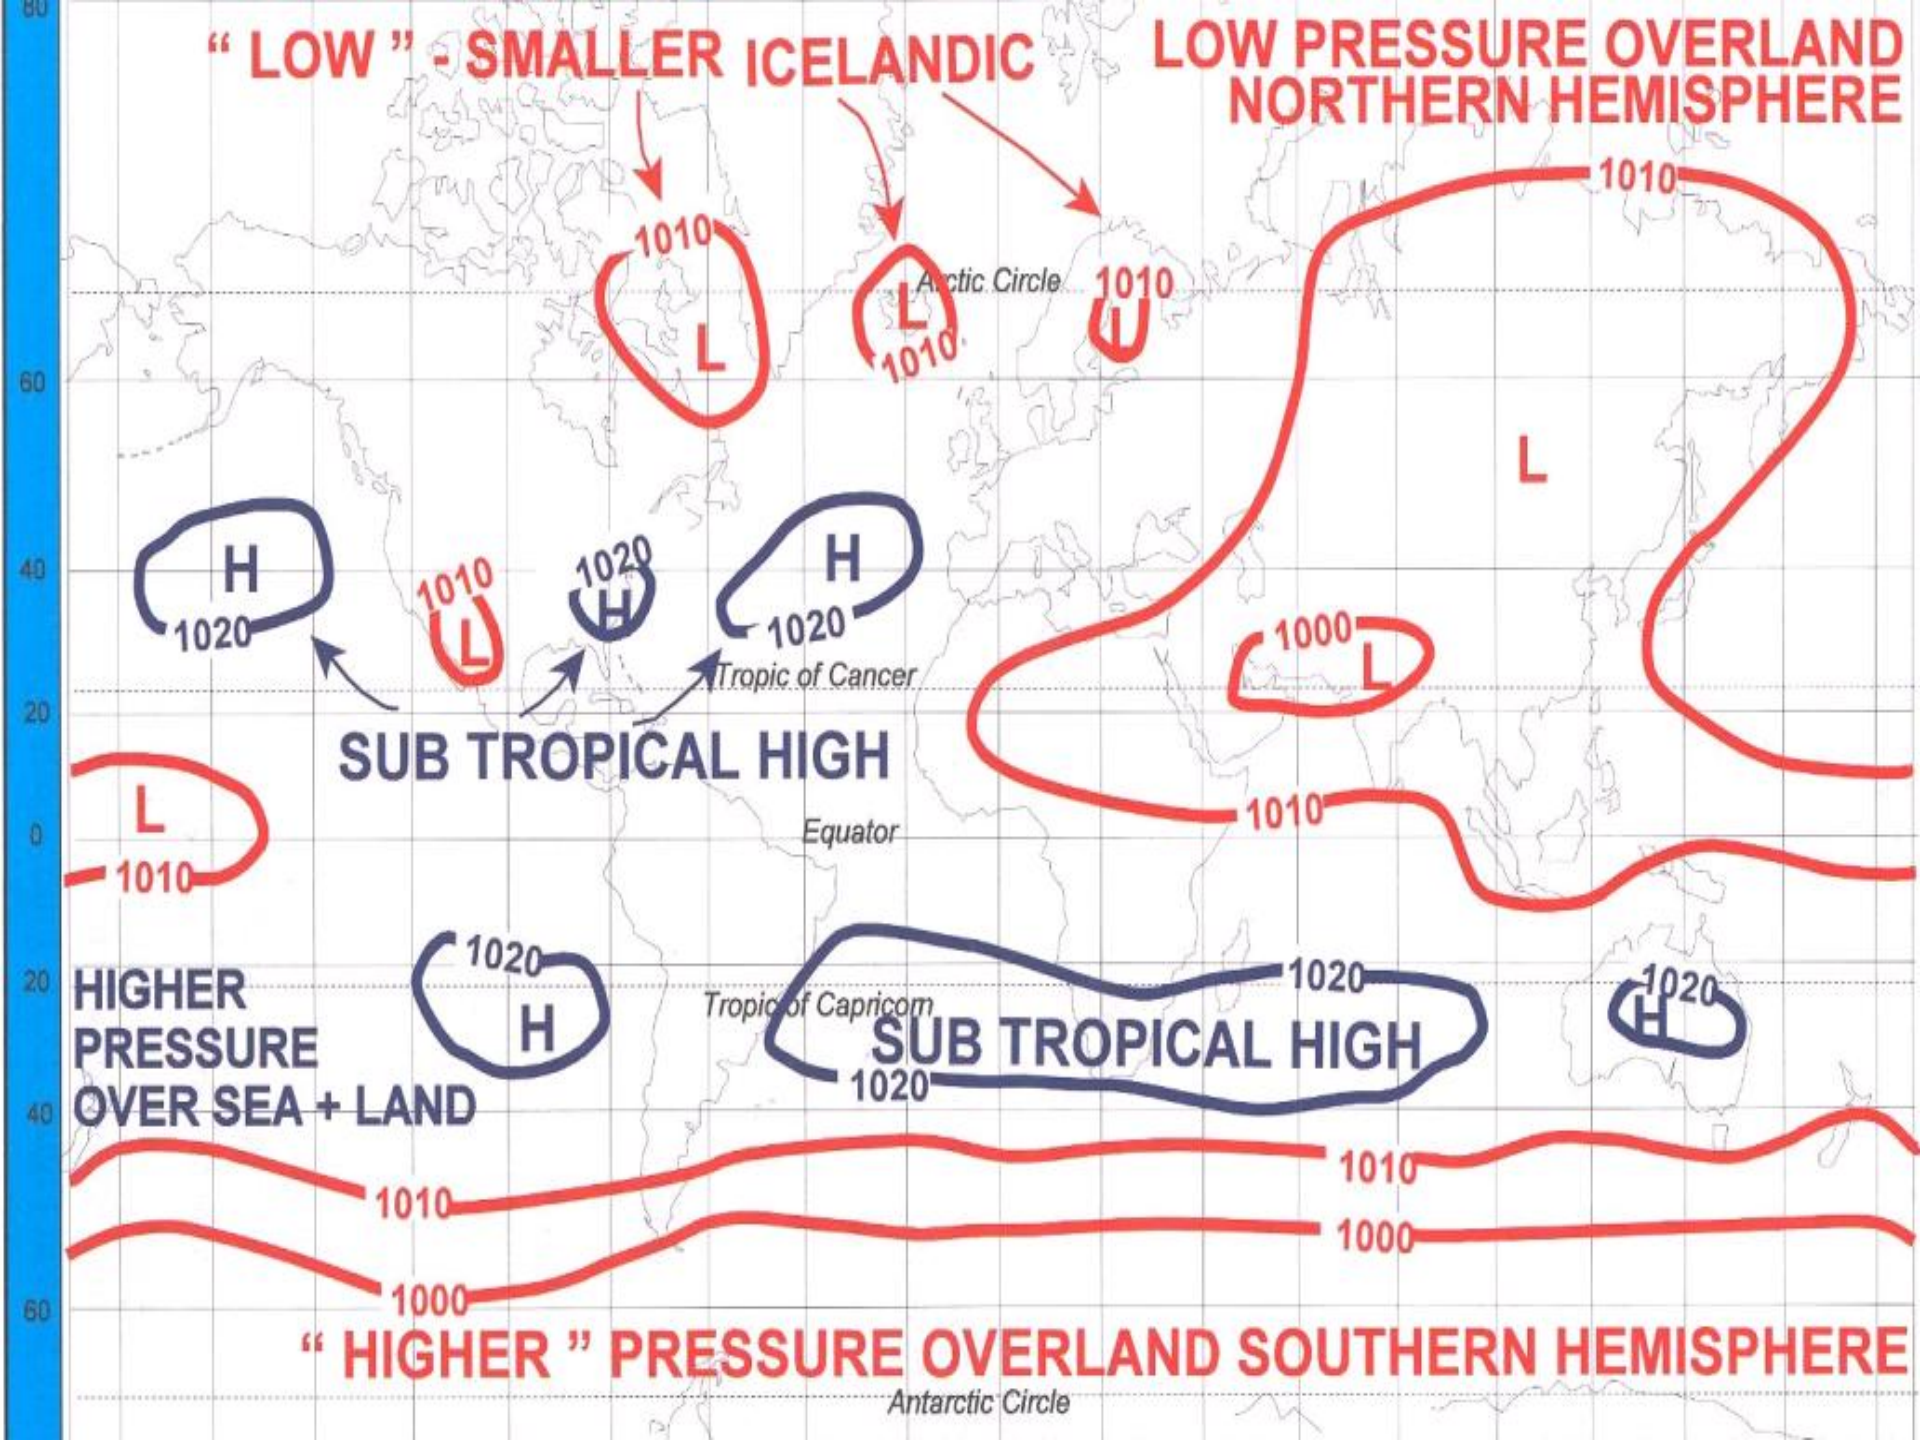 80
“ LOW ” - SMALLER ICELANDIC
LOW PRESSURE OVERLAND
NORTHERN HEMISPHERE
1010
1010
Arctic Circle
1010
L
L
1010
L
60
L
H
1020
1010
L
1020
H
H
1020
40
1000
L
Tropic of Cancer
20
SUB TROPICAL HIGH
L
1010
1010
Equator
0
1020
H
1020
1020
H
20
HIGHER
PRESSURE
OVER SEA + LAND
Tropic of Capricorn
SUB TROPICAL HIGH
1020
40
1010
1010
1000
1000
60
“ HIGHER ” PRESSURE OVERLAND SOUTHERN HEMISPHERE
Antarctic Circle